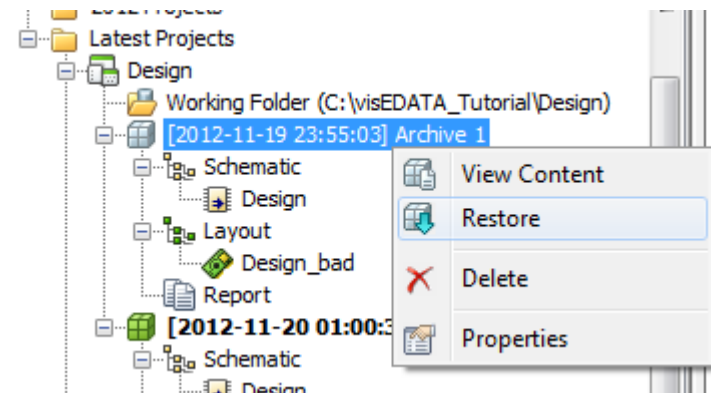 Latest Projects
Design
Working Folder (C:\visEDATA_Tutorial\Design)
[2012-11-19 23:55:03] Archive 1
Schematic
View Content
Design
Restore
Layout
Design_bad
Delete
Report
[2012-11-20 01:00:3
Properties
Schematic
Design